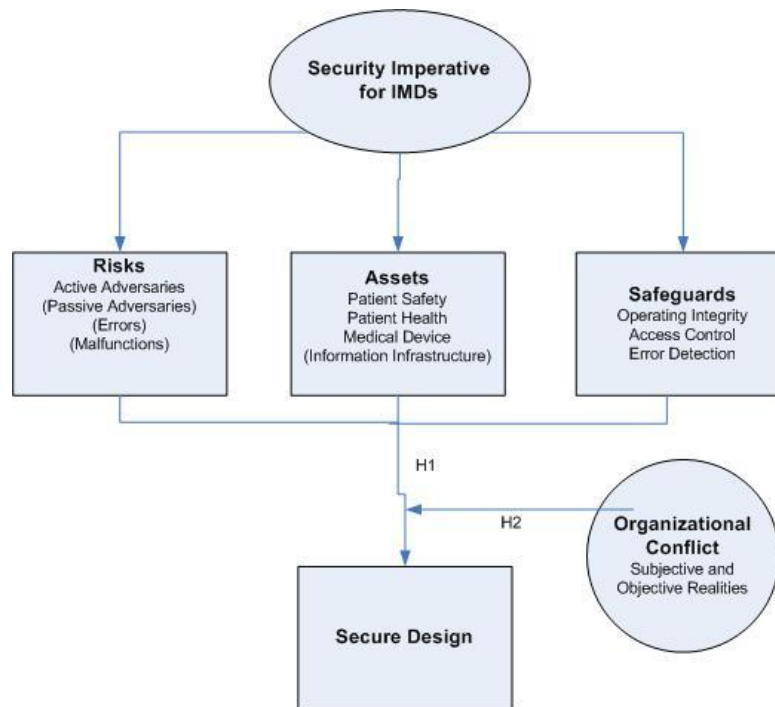 Security Imperative
for IMDs
Risks
Active Adversaries
(Passive Adversaries)
(Errors)
(Malfunctions)
Assets
Patient Safety
Patient Health
Medical Device
(Information Infrastructure)
Safeguards
Operating Integrity
Access Control
Error Detection
H1
H2
Organizational
Conflict
Subjective and
Objective Realities
Secure Design